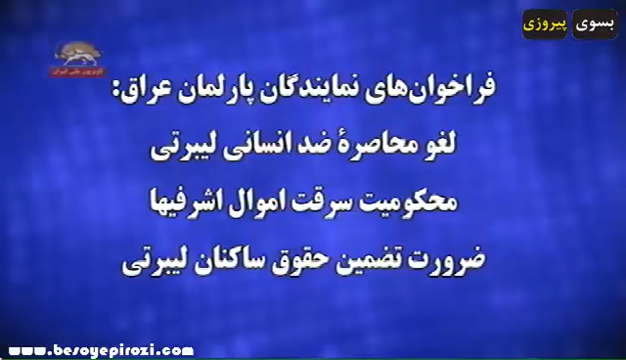 بسوی پیروزی
فراخوان‌های نمایندگان پارلمان عراق:
لغو محاصرهٔ ضد انسانی لیبرتی
محکومیت سرقت اموال اشرفیها
ضرورت تضمین حقوق ساکنان لیبرتی
www.besoyepirozi.com